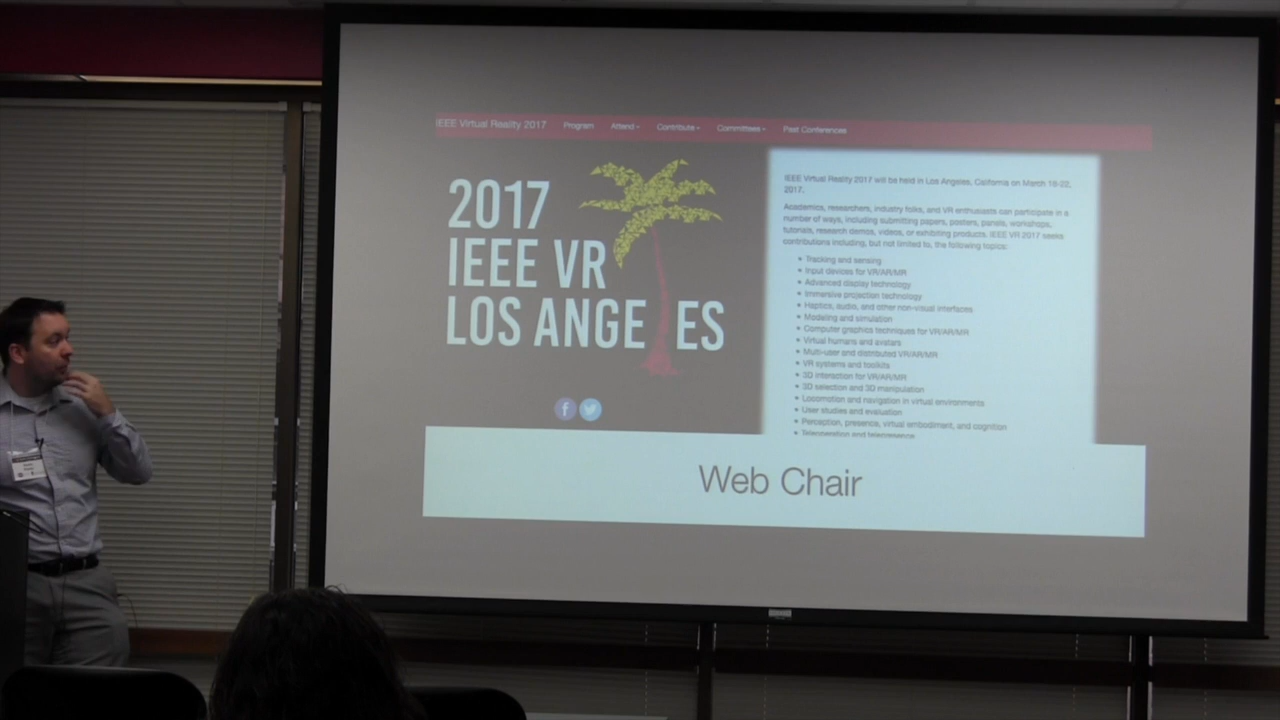 IEEE Virtual Reality 2017 Program Attend Contribute Committees Past Conferences
2017
IEEE VR
LOS ANGE ES
f
IEEE Virtual Reality 2017 will be held in Los Angeles, California on March 18-22,
2017.
Academics, researchers, industry folks, and VR enthusiasts can participate in a
number of ways, including submitting papers, posters, panels, workshops,
tutorials, research demos, videos, or exhibiting products. IEEE VR 2017 seeks
contributions including, but not limited to, the following topics:
• Tracking and sensing
• Input devices for VR/AR/MR
• Advanced display technology
• Immersive projection technology
• Haptics, audio, and other non-visual interfaces
• Modeling and simulation
• Computer graphics techniques for VR/AR/MR
• Virtual humans and avatars
• Multi-user and distributed VR/AR/MR
• VR systems and toolkits
• 3D interaction for VR/AR/MR
• 3D selection and 3D manipulation
• Locomotion and navigation in virtual environments
• User studies and evaluation
• Perception, presence, virtual embodiment, and cognition
• Teleoperation and telepresence
Web Chair